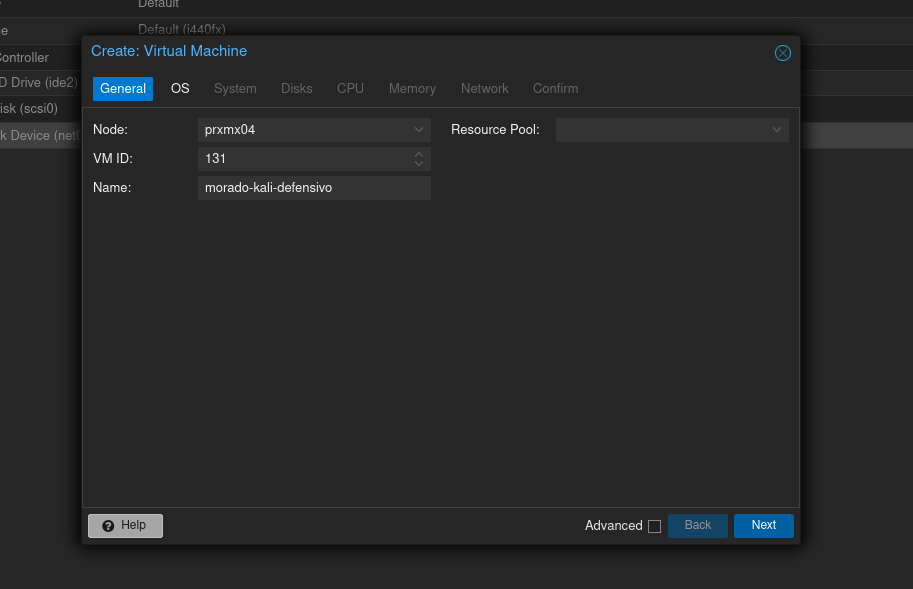 Default
e
Default (i440fx)
Create: Virtual Machine
Controller
General OS System Disks CPU Memory Network Confirm
D Drive (ide2)
isk (scsi0)
Node: prxmx04 Resource Pool:
k Device (net0
VM ID: 131
Name: morado-kali-defensivo
Help Advanced Back Next